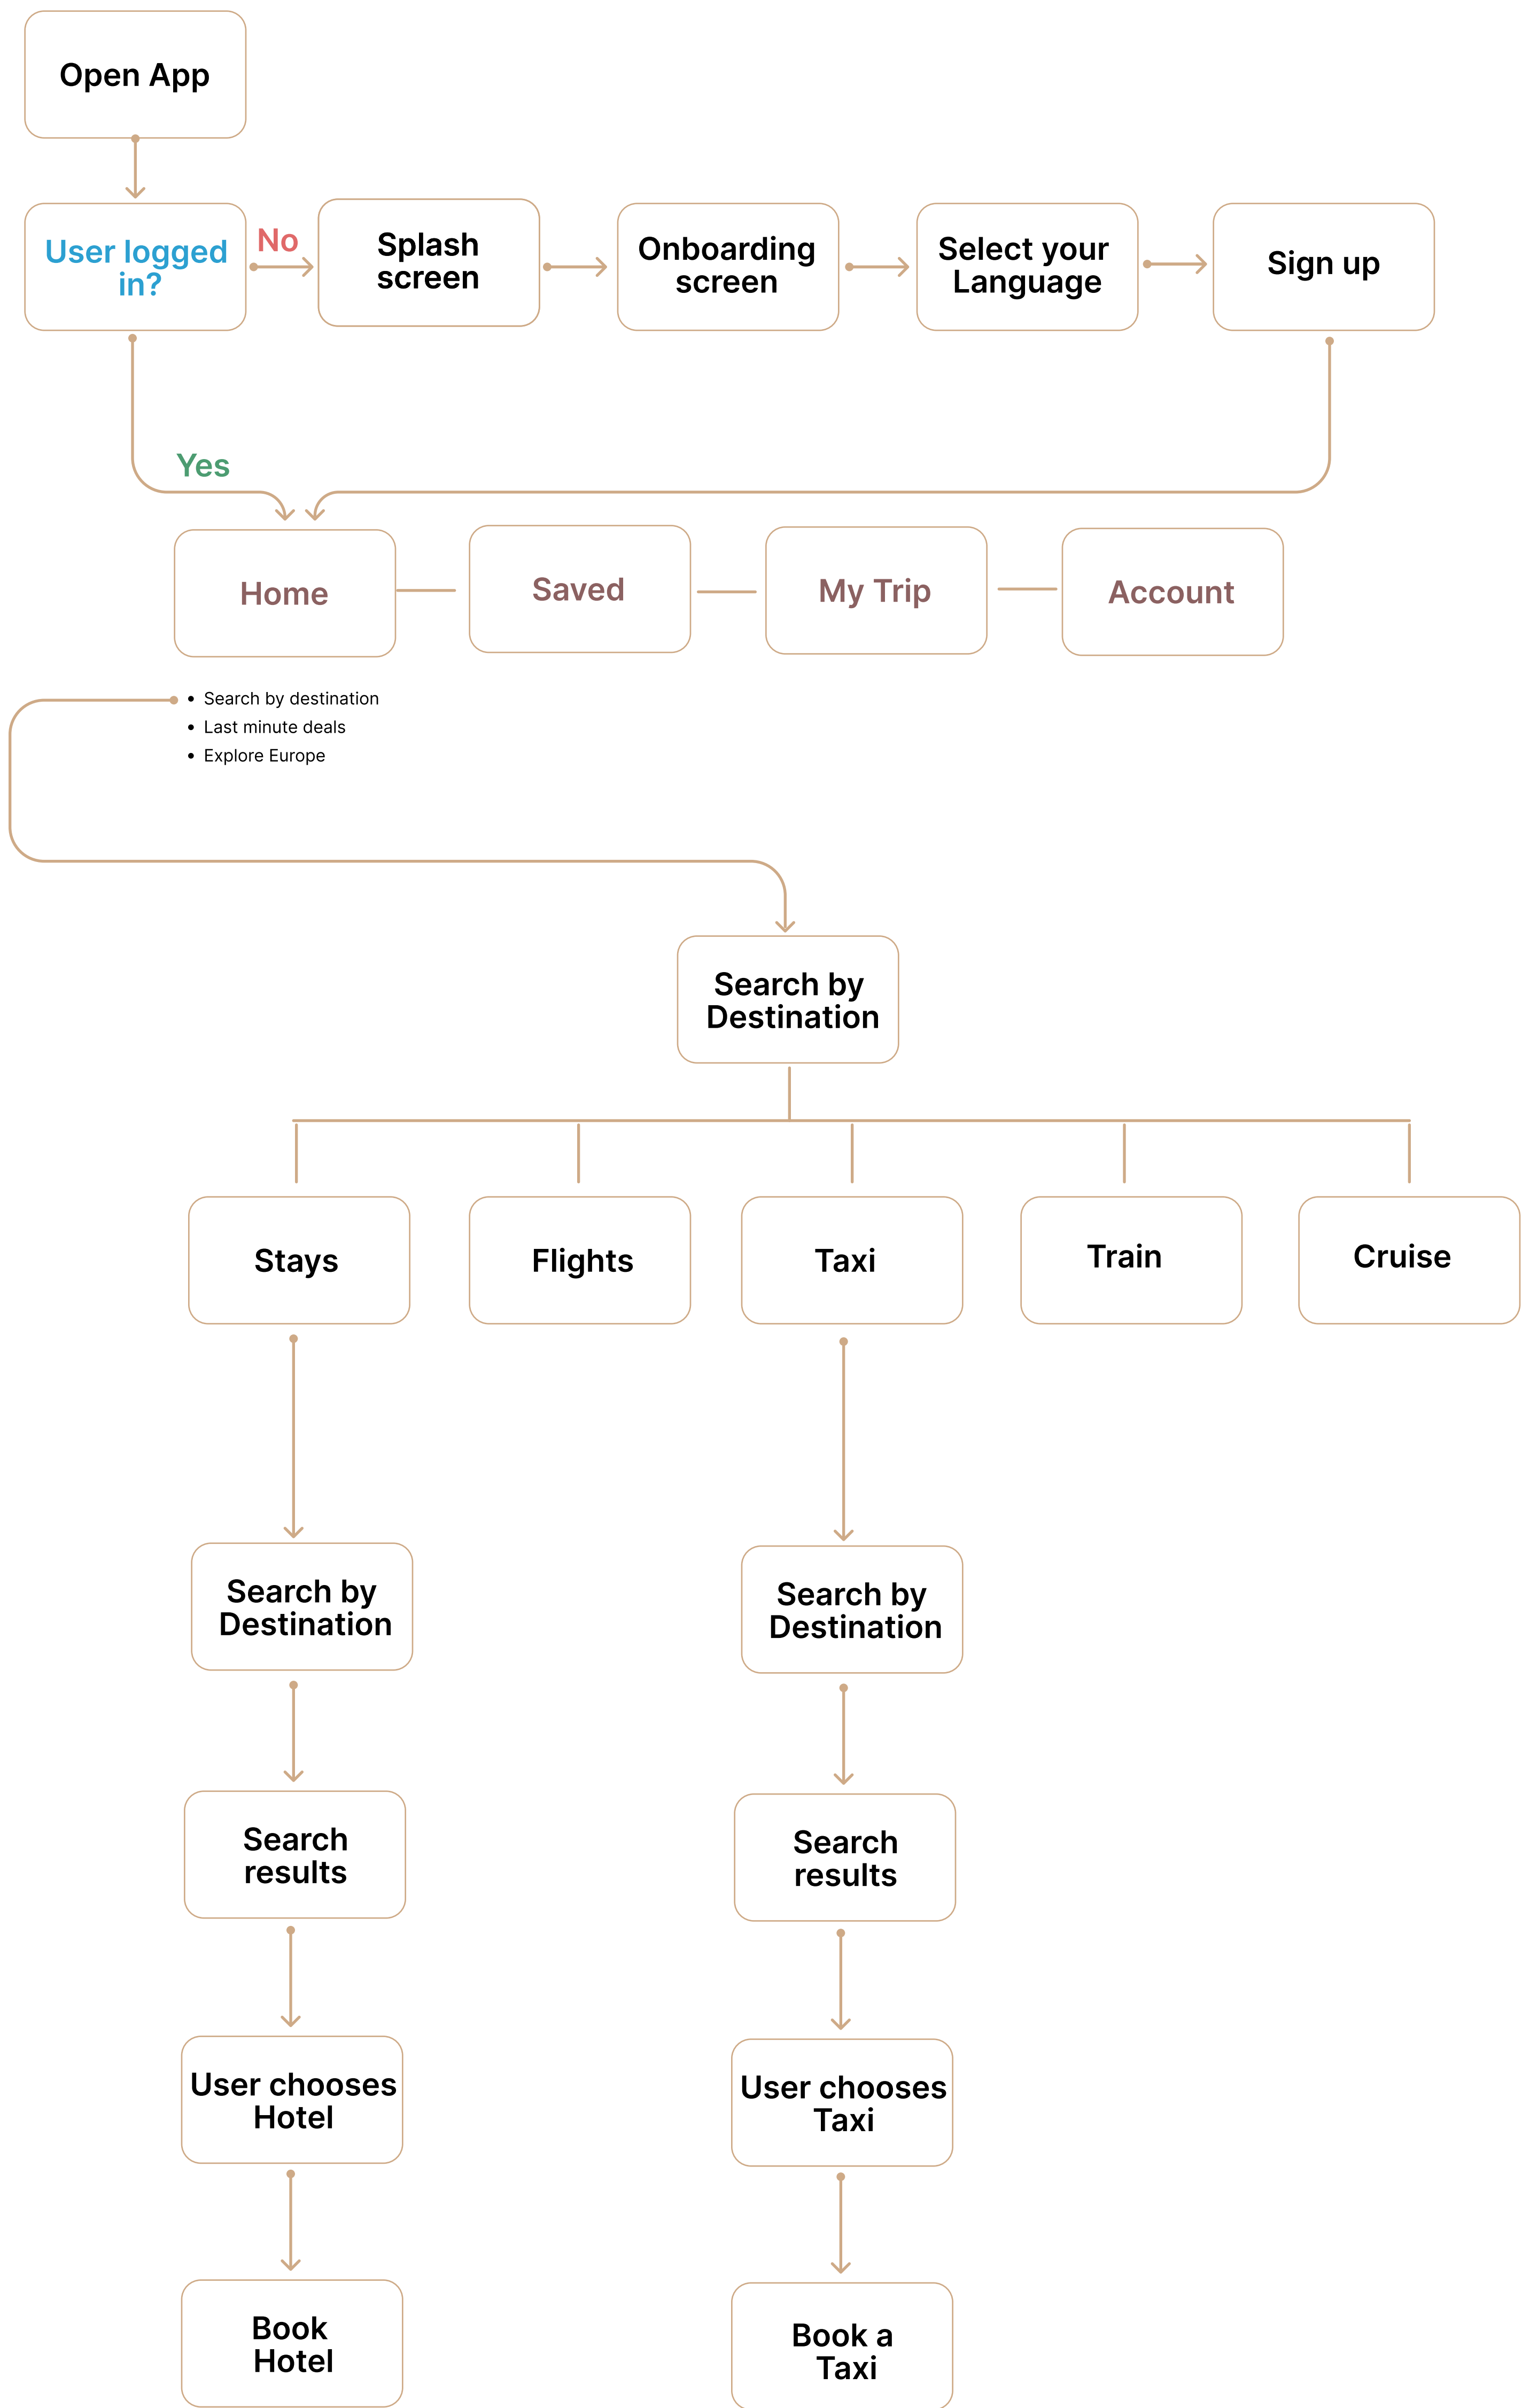 Open App
User logged
in?
No
Splash
screen
Onboarding
screen
Select your
Language
Sign up
Yes
Home
Saved
My Trip
Account
• Search by destination
• Last minute deals
• Explore Europe
Search by
Destination
Stays
Flights
Taxi
Train
Cruise
Search by
Destination
Search by
Destination
Search
results
Search
results
User chooses
Hotel
User chooses
Taxi
Book
Hotel
Book a
Taxi